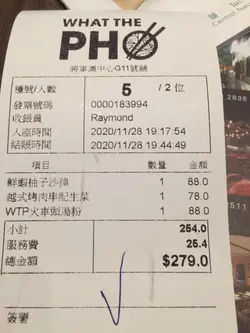 WHAT THE
PHO
將軍澳中心G11號舖
檯號/人數 5 / 2 位
發票號碼 0000183994
收銀員 Raymond
入座時間 2020/11/28 19:17:54
結賬時間 2020/11/28 19:44:49
項目 數量 金額
鮮蝦柚子沙律 1 88.0
越式烤肉串配生菜 1 78.0
WTP火車頭湯粉 1 88.0
小計 254.0
服務費 25.4
總金額 $279.0
簽署
2836